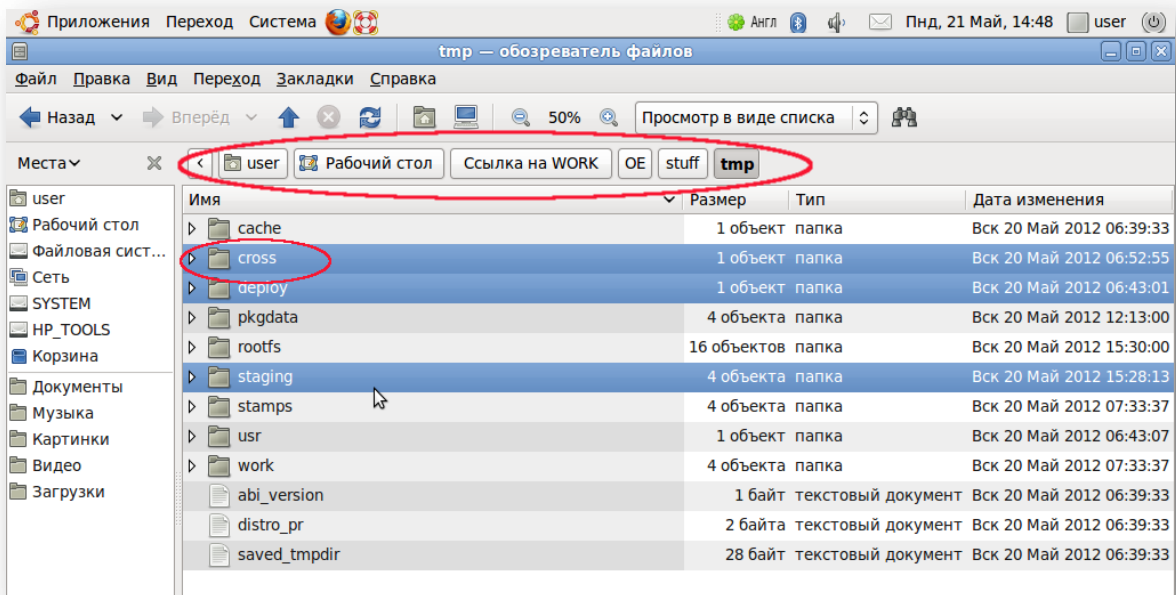 Приложения Переход Система Англ Пнд, 21 Май, 14:48 user
tmp — обозреватель файлов
Файл Правка Вид Переход Закладки Справка
Назад Вперёд 50% Просмотр в виде списка
Места < user Рабочий стол Ссылка на WORK OE stuff tmp
user
Рабочий стол
Файловая сист...
Сеть
SYSTEM
HP_TOOLS
Корзина
Документы
Музыка
Картинки
Видео
Загрузки
Имя Размер Тип Дата изменения
cache 1 объект папка Вск 20 Май 2012 06:39:33
cross 1 объект папка Вск 20 Май 2012 06:52:55
deploy 1 объект папка Вск 20 Май 2012 06:43:01
pkgdata 4 объекта папка Вск 20 Май 2012 12:13:00
rootfs 16 объектов папка Вск 20 Май 2012 15:30:00
staging 4 объекта папка Вск 20 Май 2012 15:28:13
stamps 4 объекта папка Вск 20 Май 2012 07:33:37
usr 1 объект папка Вск 20 Май 2012 06:43:07
work 4 объекта папка Вск 20 Май 2012 07:33:37
abi_version 1 байт текстовый документ Вск 20 Май 2012 06:39:33
distro_pr 2 байта текстовый документ Вск 20 Май 2012 06:39:33
saved_tmpdir 28 байт текстовый документ Вск 20 Май 2012 06:39:33